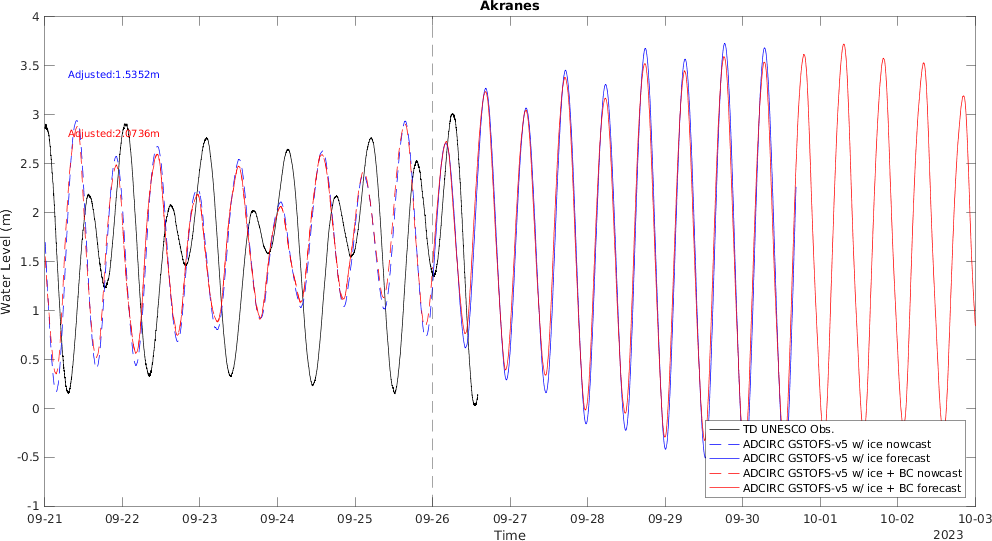 Akranes
4
3.5
3
2.5
2
1.5
1
0.5
0
-0.5
-1
Water Level (m)
Adjusted:1.5352m
Adjusted:2.0736m
TD UNESCO Obs.
ADCIRC GSTOFS-v5 w/ ice nowcast
ADCIRC GSTOFS-v5 w/ ice forecast
ADCIRC GSTOFS-v5 w/ ice + BC nowcast
ADCIRC GSTOFS-v5 w/ ice + BC forecast
09-21 09-22 09-23 09-24 09-25 09-26 09-27 09-28 09-29 09-30 10-01 10-02 10-03
Time
2023